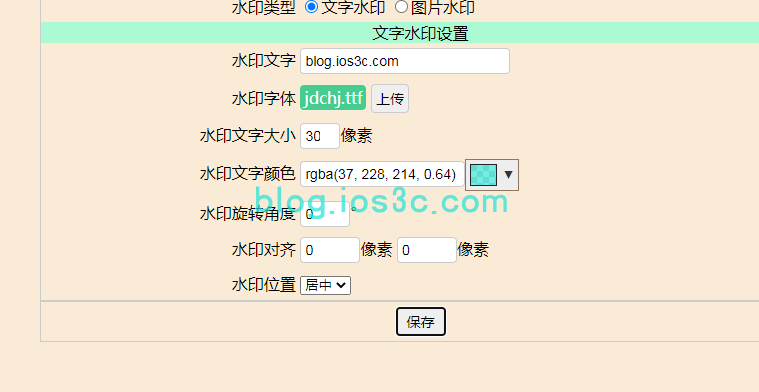 水印类型 文字水印 图片水印
文字水印设置
水印文字 blog.ios3c.com
水印字体 jdchj.ttf 上传
水印文字大小 30 像素
水印文字颜色 rgba(37, 228, 214, 0.64)
blog.ios3c.com
水印旋转角度 0 °
水印对齐 0 像素 0 像素
水印位置 居中
保存